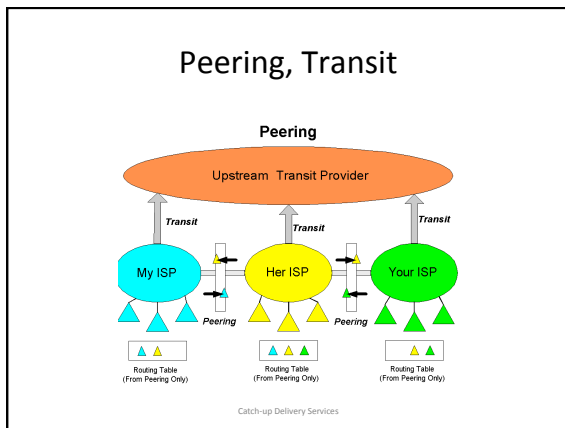 Peering, Transit
Peering
Upstream Transit Provider
Transit
Transit
Transit
My ISP
Her ISP
Your ISP
Peering
Peering
Routing Table
(From Peering Only)
Routing Table
(From Peering Only)
Routing Table
(From Peering Only)
Catch-up Delivery Services